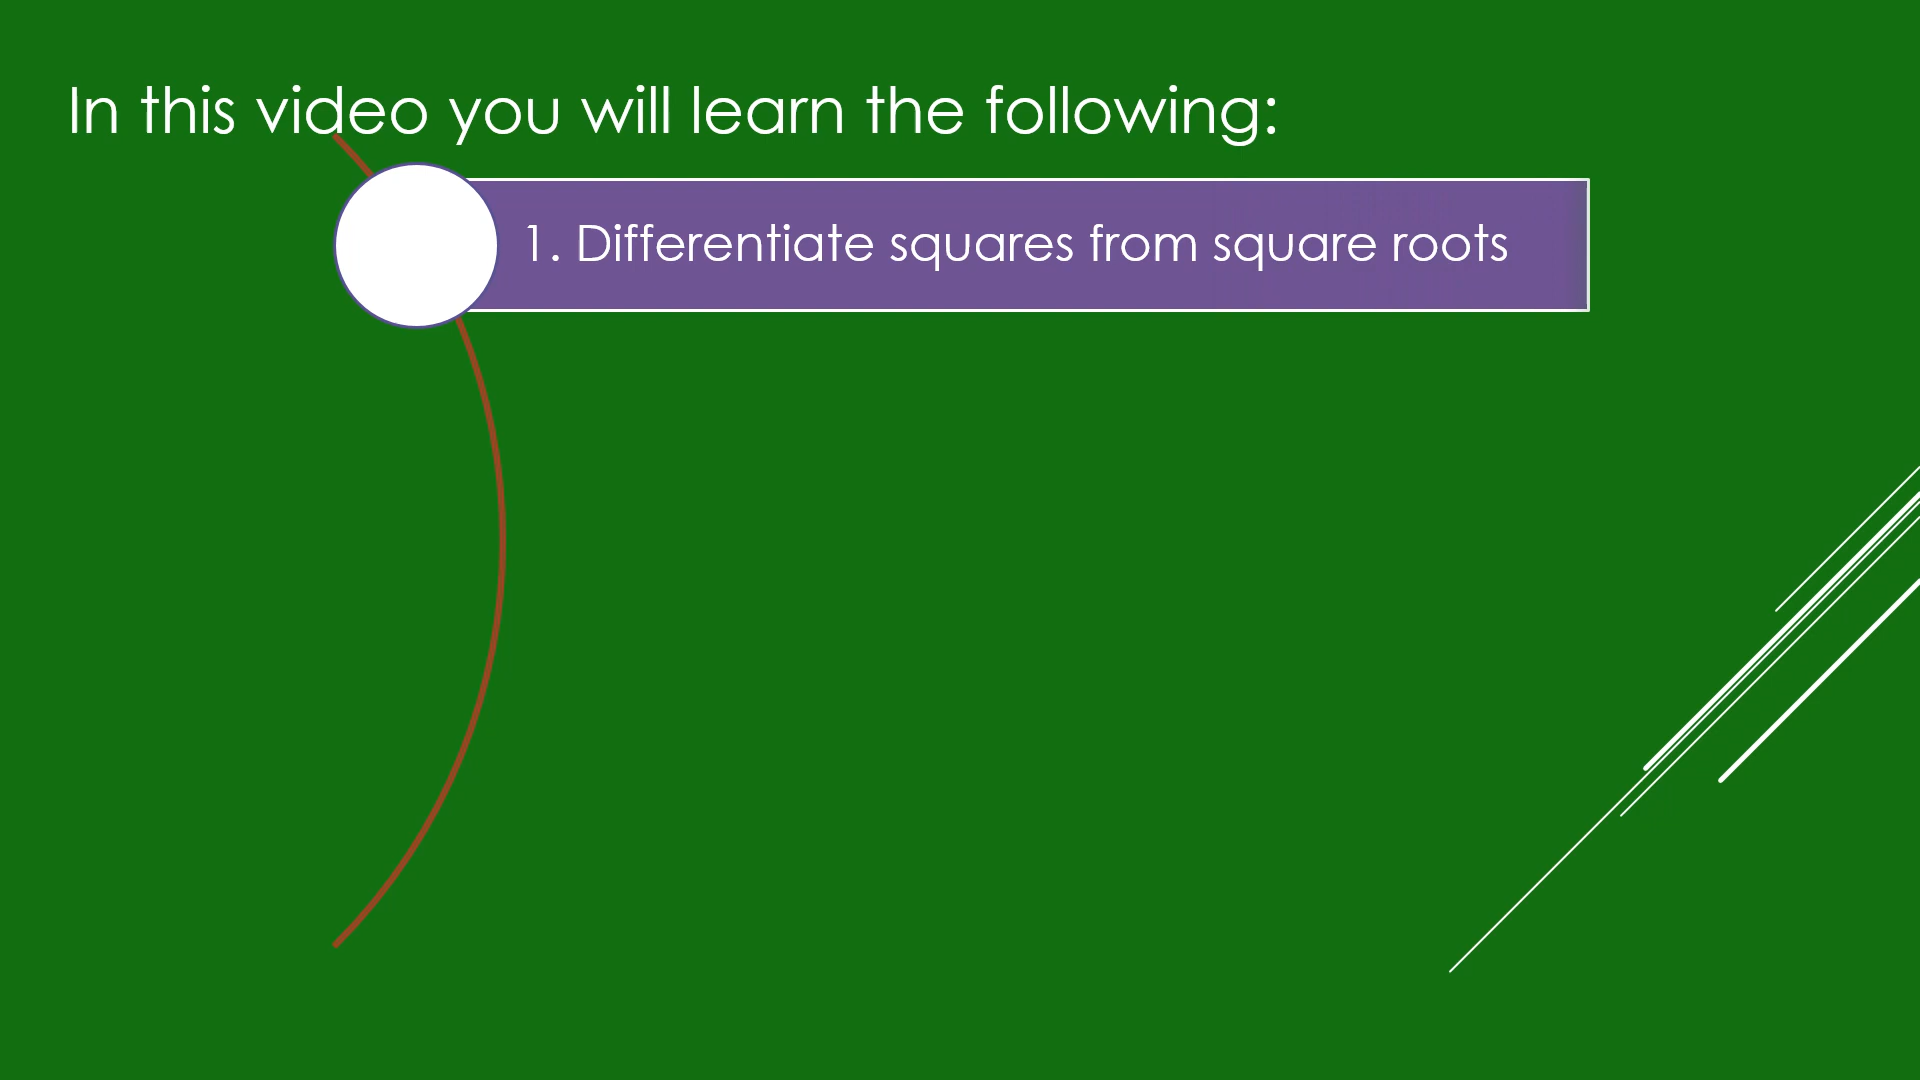 In this video you will learn the following:
1. Differentiate squares from square roots